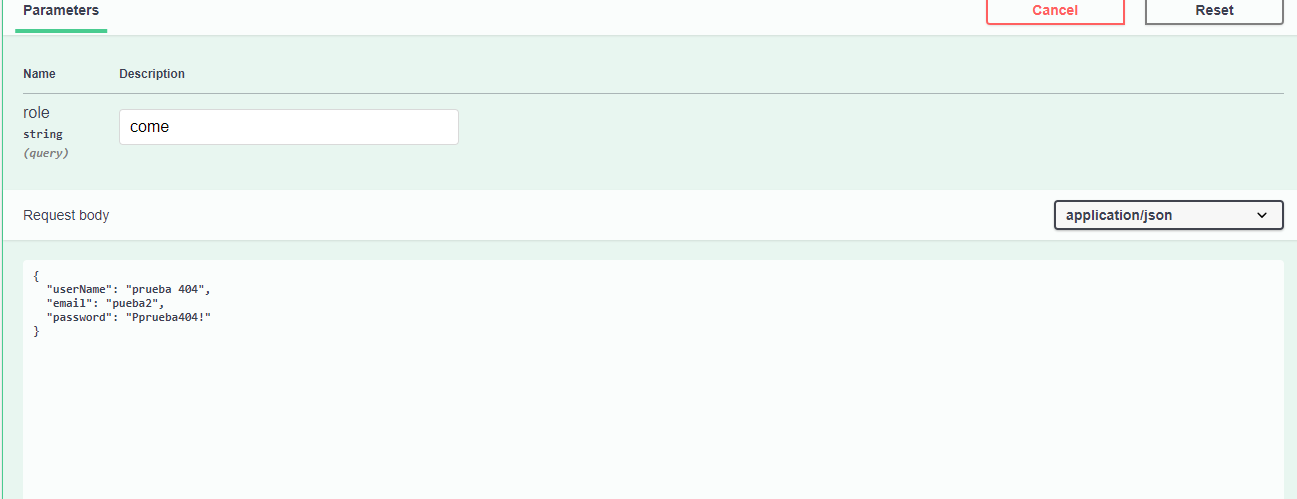 Parameters
Cancel
Reset
Name
Description
role
string
(query)
come
Request body
application/json
{
  "userName": "prueba 404",
  "email": "pueba2",
  "password": "Pprueba404!"
}